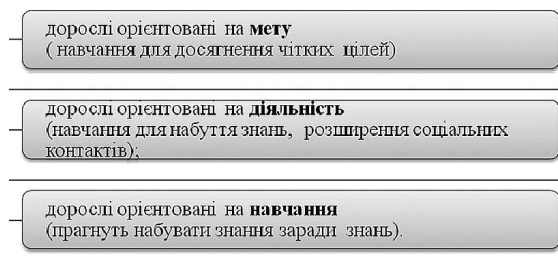 дорослі орієнтовані на мету
( навчання для досягнення чітких цілей)
дорослі орієнтовані на діяльність
(навчання для набуття знань, розширення соціальних
контактів);
дорослі орієнтовані на навчання
(прагнуть набувати знання заради знань).